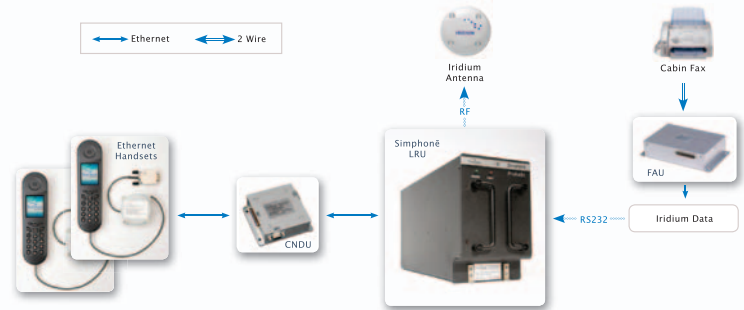 Ethernet
2 Wire
Iridium
Antenna
Cabin Fax
RF
Ethernet
Handsets
Simphonē
LRU
FAU
CNDU
RS232
Iridium Data